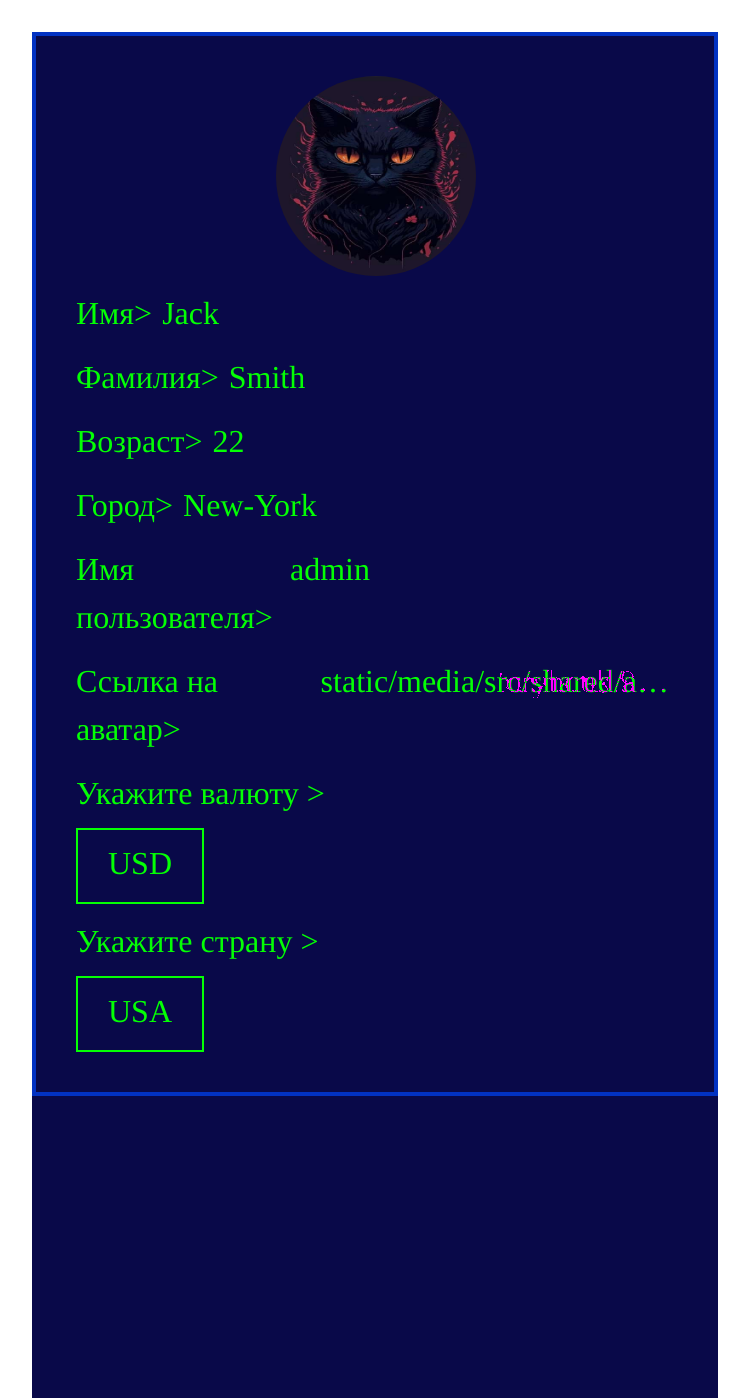 Имя> Jack
Фамилия> Smith
Возраст> 22
Город> New-York
Имя пользователя> admin
Ссылка на аватар> static/media/src/shared/a…
Укажите валюту >
USD
Укажите страну >
USA